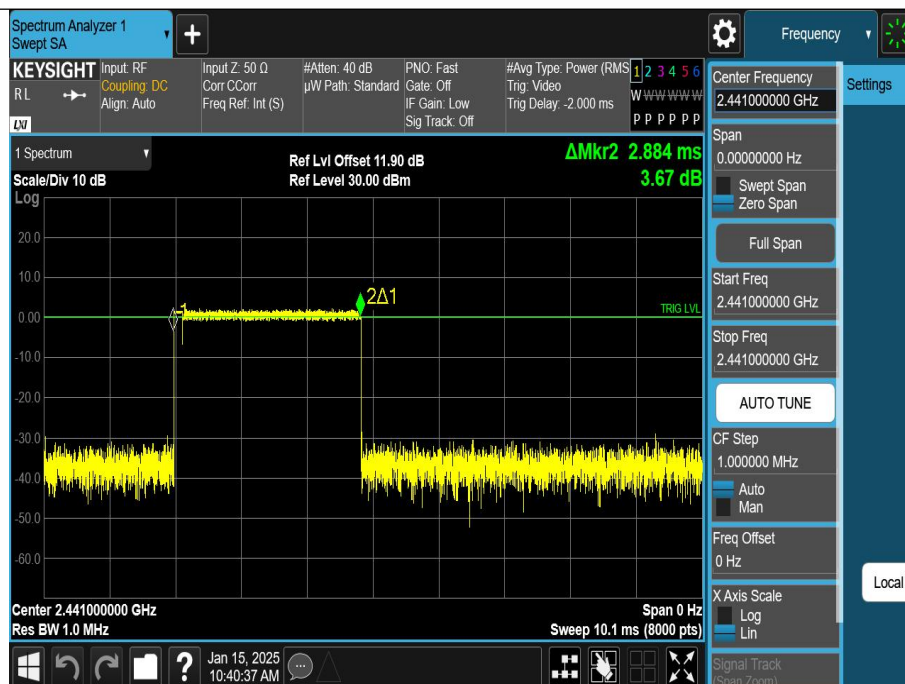 Spectrum Analyzer 1
Swept SA
Frequency
KEYSIGHT
RL
LXI
Input: RF
Coupling: DC
Align: Auto
Input Z: 50 Ω
Corr CCorr
Freq Ref: Int (S)
#Atten: 40 dB
µW Path: Standard
PNO: Fast
Gate: Off
IF Gain: Low
Sig Track: Off
#Avg Type: Power (RMS
Trig: Video
Trig Delay: -2.000 ms
1 2 3 4 5 6
W W W W W W
P P P P P P
1 Spectrum
Scale/Div 10 dB
Log
Ref Lvl Offset 11.90 dB
Ref Level 30.00 dBm
ΔMkr2 2.884 ms
3.67 dB
20.0
10.0
0.00
-10.0
-20.0
-30.0
-40.0
-50.0
-60.0
1
2Δ1
TRIG LVL
Center 2.441000000 GHz
Res BW 1.0 MHz
Span 0 Hz
Sweep 10.1 ms (8000 pts)
Jan 15, 2025
10:40:37 AM
Center Frequency
2.441000000 GHz
Span
0.00000000 Hz
Swept Span
Zero Span
Full Span
Start Freq
2.441000000 GHz
Stop Freq
2.441000000 GHz
AUTO TUNE
CF Step
1.000000 MHz
Auto
Man
Freq Offset
0 Hz
X Axis Scale
Log
Lin
Signal Track
(Span Zoom)
Settings
Local